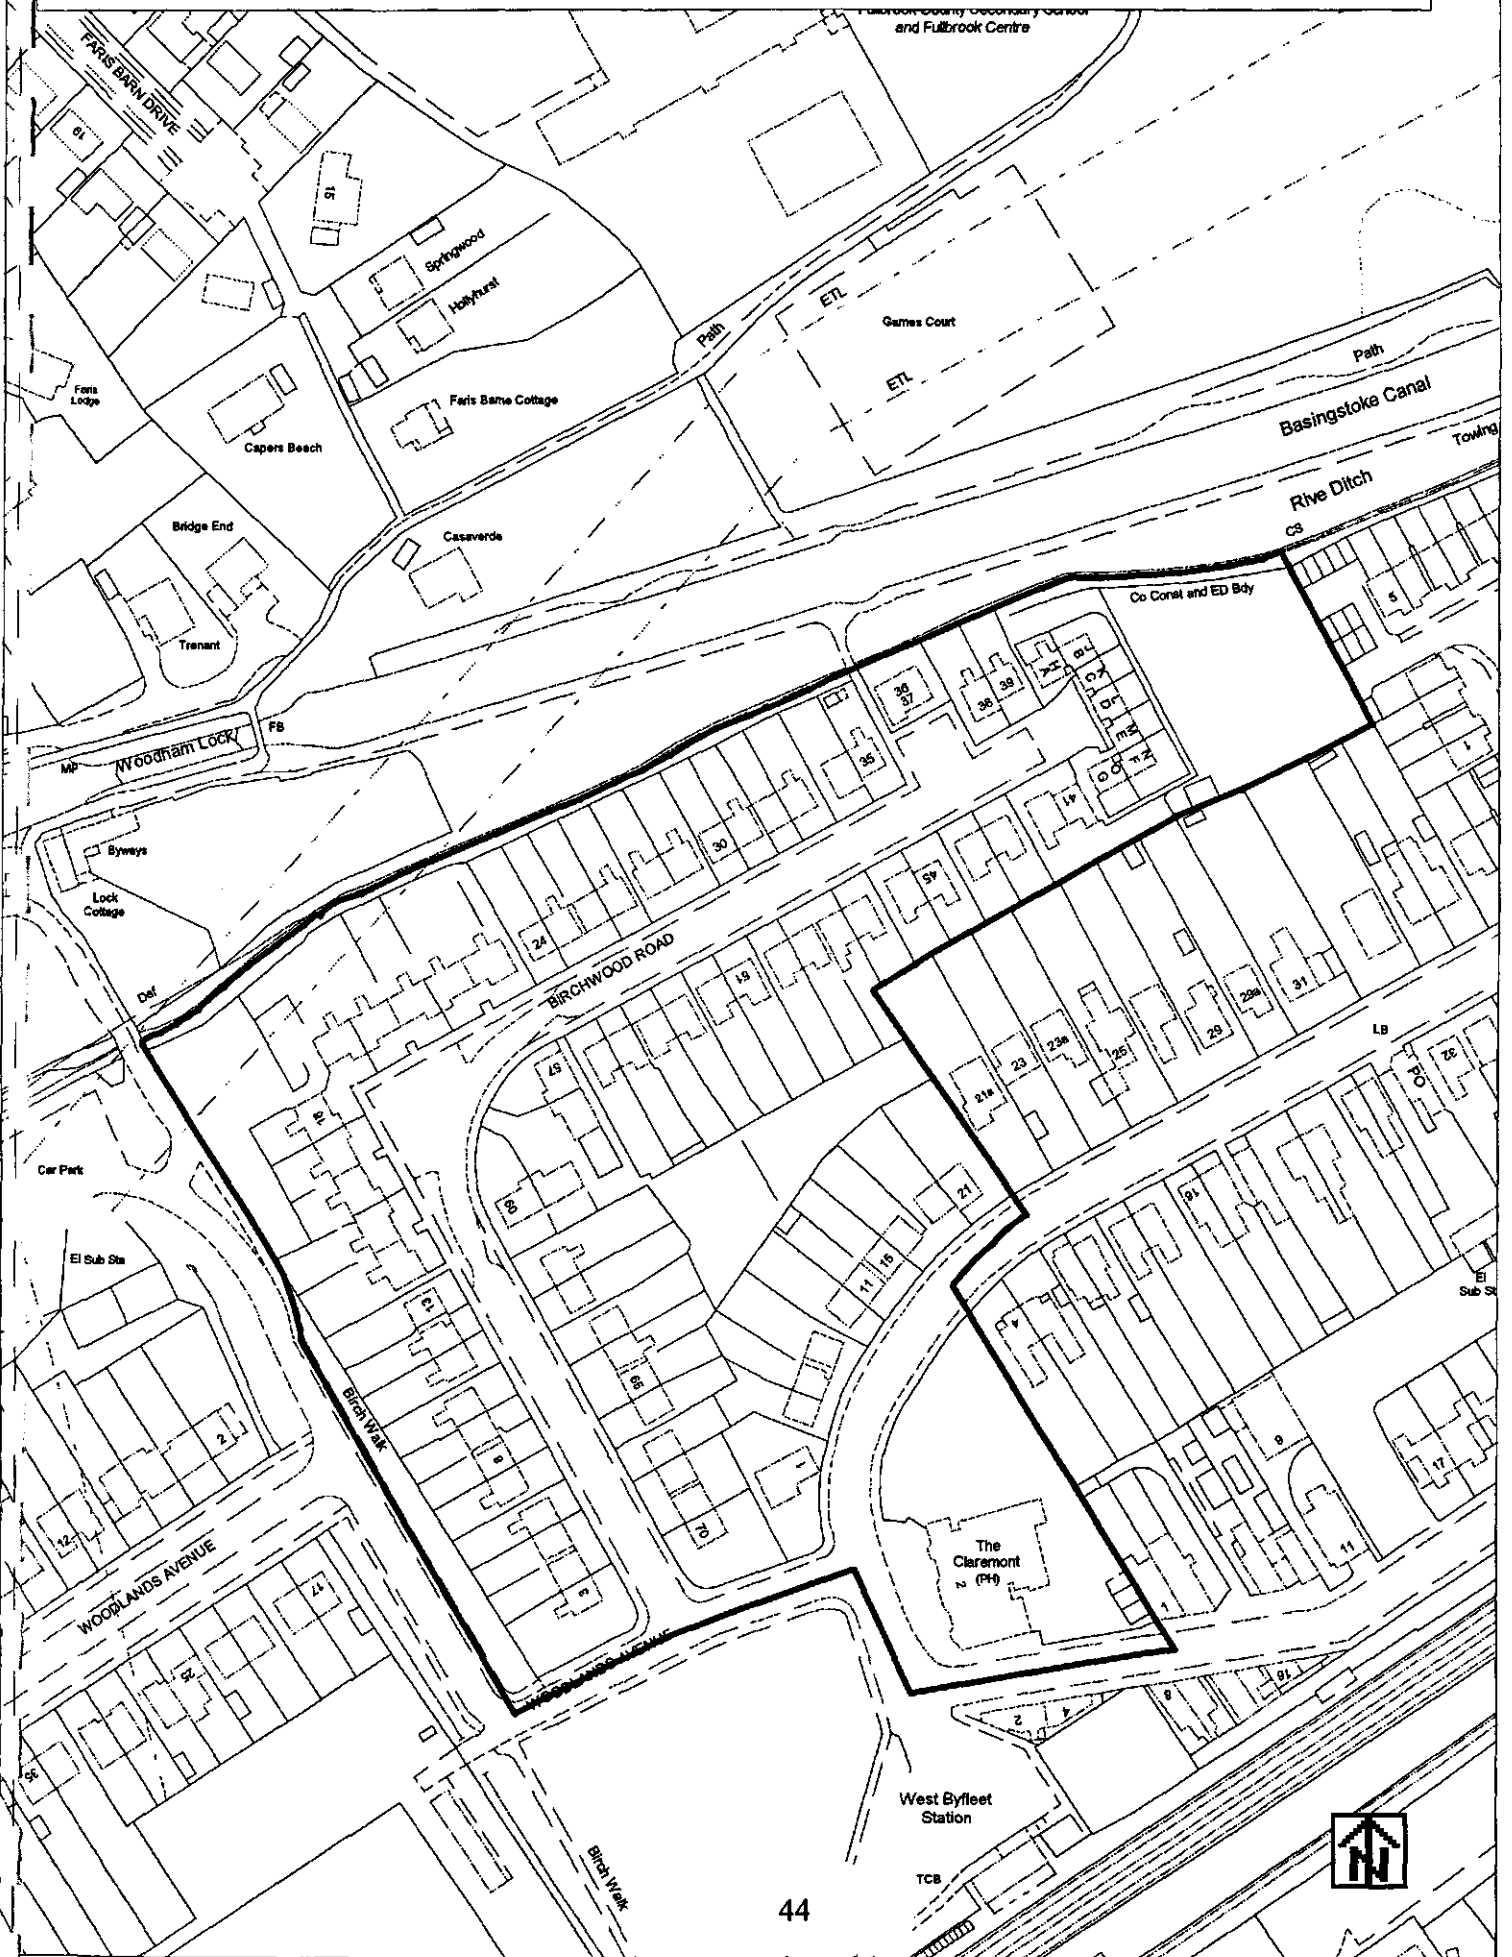 and Fullbrook Centre
FARIS BARN DRIVE
19
15
Springwood
Hollyhurst
Path
ETL
Games Court
ETL
Path
Basingstoke Canal
Towing
Rive Ditch
CS
Faris
Lodge
Faris Barne Cottage
Capers Beech
Bridge End
Casaverde
Trenant
Co Const and ED Bdy
5
1
FB
MP
Woodham Lock
36
37
38
39
35
41
45
30
24
51
57
Byways
Lock
Cottage
Def
BIRCHWOOD ROAD
21a
23
23a
25
29
29a
31
LB
PO
32
16
Car Park
El Sub Sta
60
21
15
11
13
4
El
Sub St
Birch Walk
65
8
2
12
9
17
11
70
3
The
Claremont
(PH)
2
1
WOODLANDS AVENUE
17
25
35
WOODLANDS AVENUE
2
4
8
16
West Byfleet
Station
TCB
Birch Walk
N
44